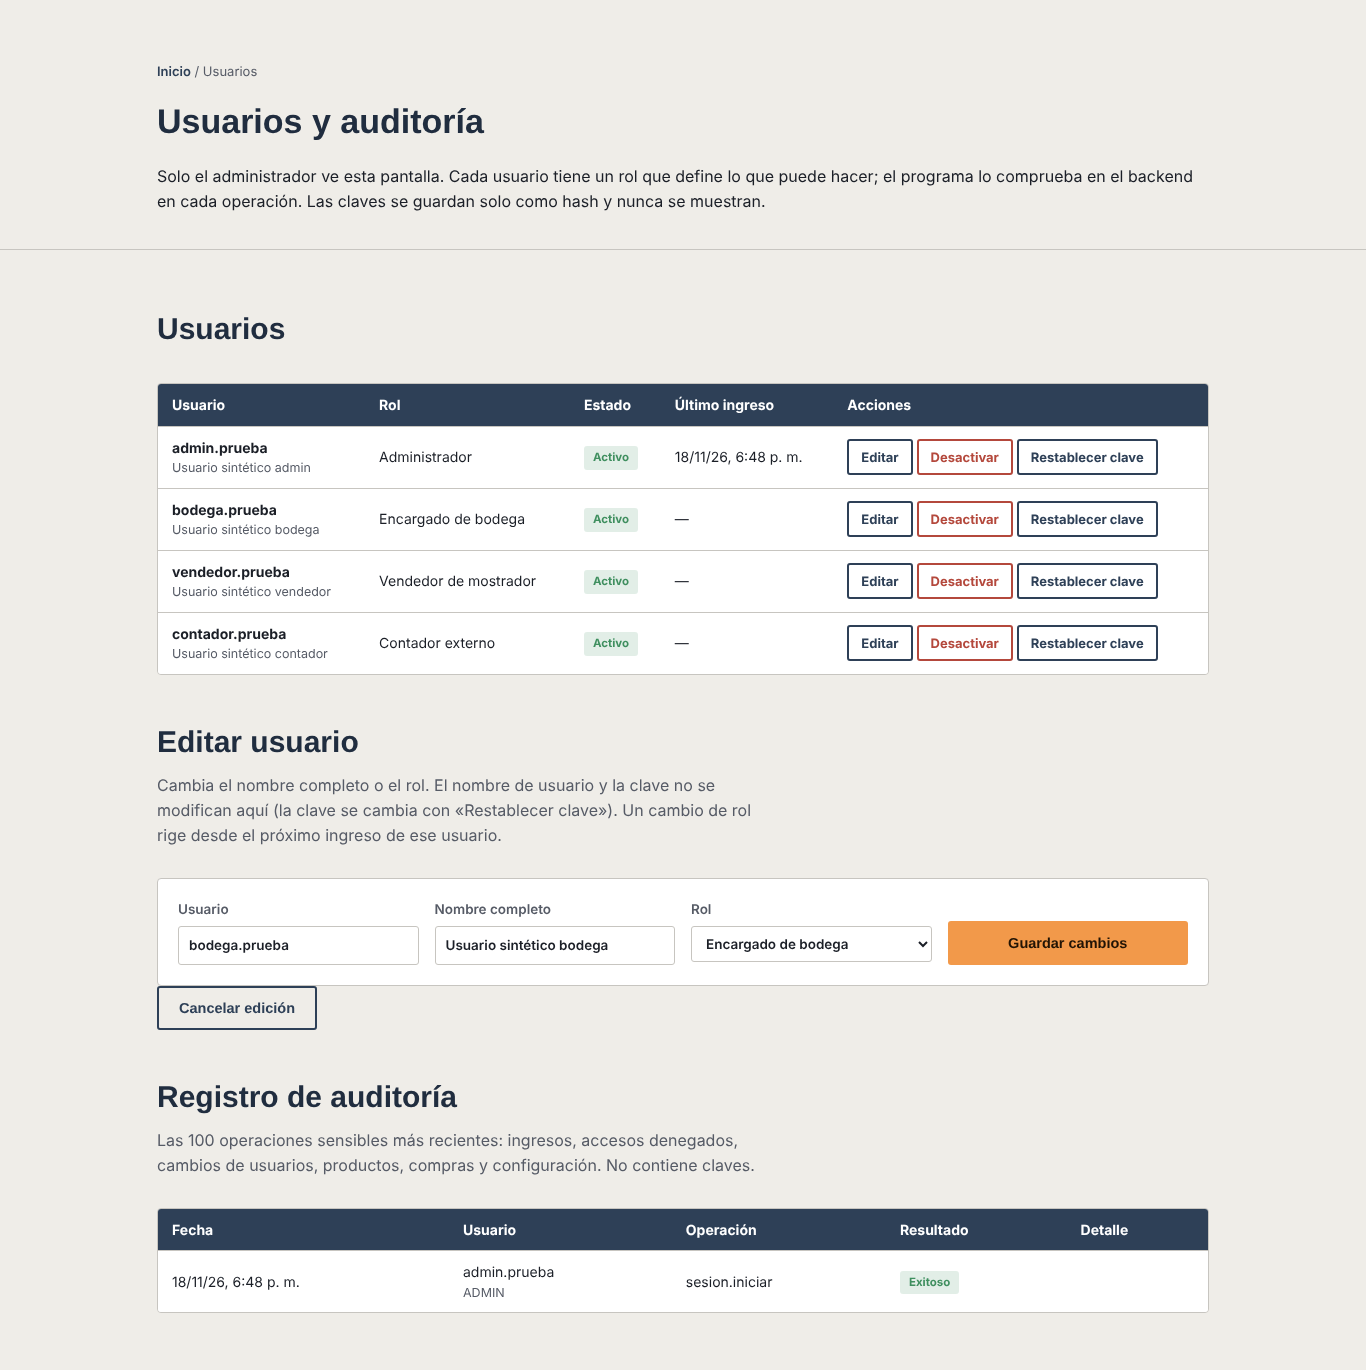 Inicio / Usuarios
Usuarios y auditoría
Solo el administrador ve esta pantalla. Cada usuario tiene un rol que define lo que puede hacer; el programa lo comprueba en el backend
en cada operación. Las claves se guardan solo como hash y nunca se muestran.
Usuarios
Usuario Rol Estado Último ingreso Acciones
admin.prueba
Usuario sintético admin
Administrador Activo 18/11/26, 6:48 p. m. Editar Desactivar Restablecer clave
bodega.prueba
Usuario sintético bodega
Encargado de bodega Activo — Editar Desactivar Restablecer clave
vendedor.prueba
Usuario sintético vendedor
Vendedor de mostrador Activo — Editar Desactivar Restablecer clave
contador.prueba
Usuario sintético contador
Contador externo Activo — Editar Desactivar Restablecer clave
Editar usuario
Cambia el nombre completo o el rol. El nombre de usuario y la clave no se
modifican aquí (la clave se cambia con «Restablecer clave»). Un cambio de rol
rige desde el próximo ingreso de ese usuario.
Usuario Nombre completo Rol
bodega.prueba Usuario sintético bodega Encargado de bodega Guardar cambios
Cancelar edición
Registro de auditoría
Las 100 operaciones sensibles más recientes: ingresos, accesos denegados,
cambios de usuarios, productos, compras y configuración. No contiene claves.
Fecha Usuario Operación Resultado Detalle
18/11/26, 6:48 p. m. admin.prueba
ADMIN
sesion.iniciar Exitoso